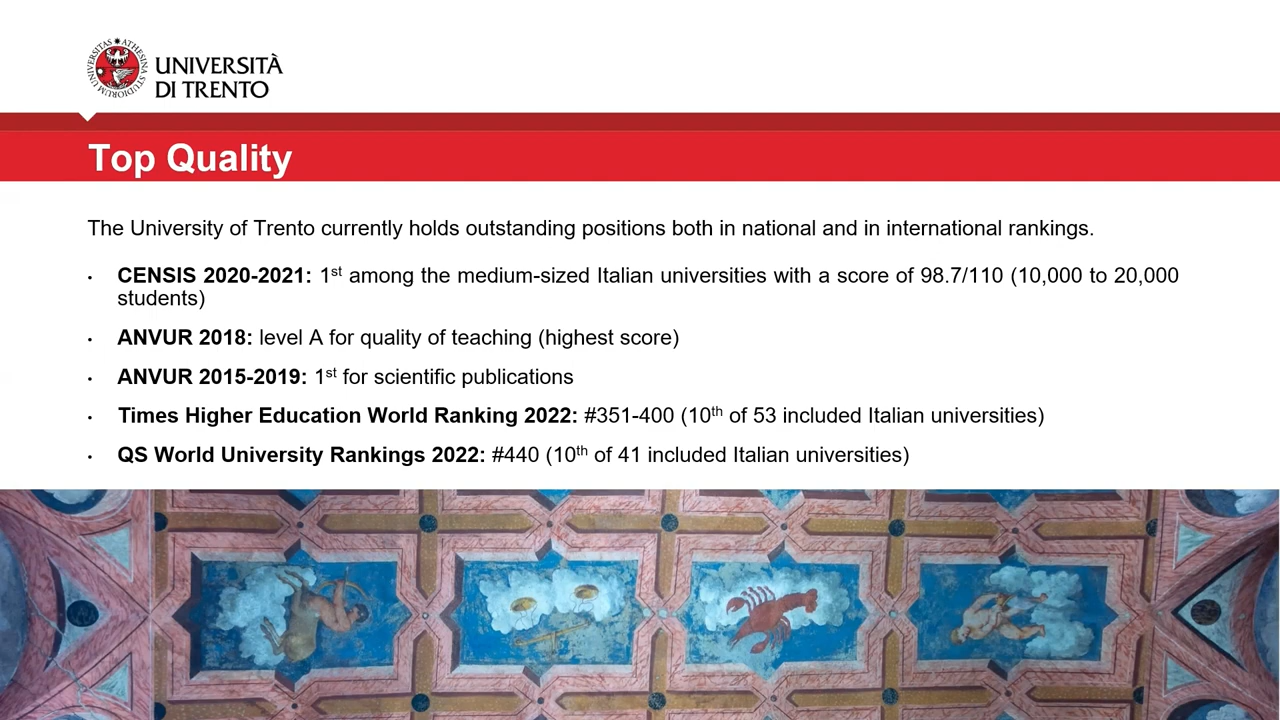 UNIVERSITAS ATHESINA STUDIORUM
UNIVERSITÀ
DI TRENTO
Top Quality
The University of Trento currently holds outstanding positions both in national and in international rankings.
• CENSIS 2020-2021: 1st among the medium-sized Italian universities with a score of 98.7/110 (10,000 to 20,000
students)
• ANVUR 2018: level A for quality of teaching (highest score)
• ANVUR 2015-2019: 1st for scientific publications
• Times Higher Education World Ranking 2022: #351-400 (10th of 53 included Italian universities)
• QS World University Rankings 2022: #440 (10th of 41 included Italian universities)